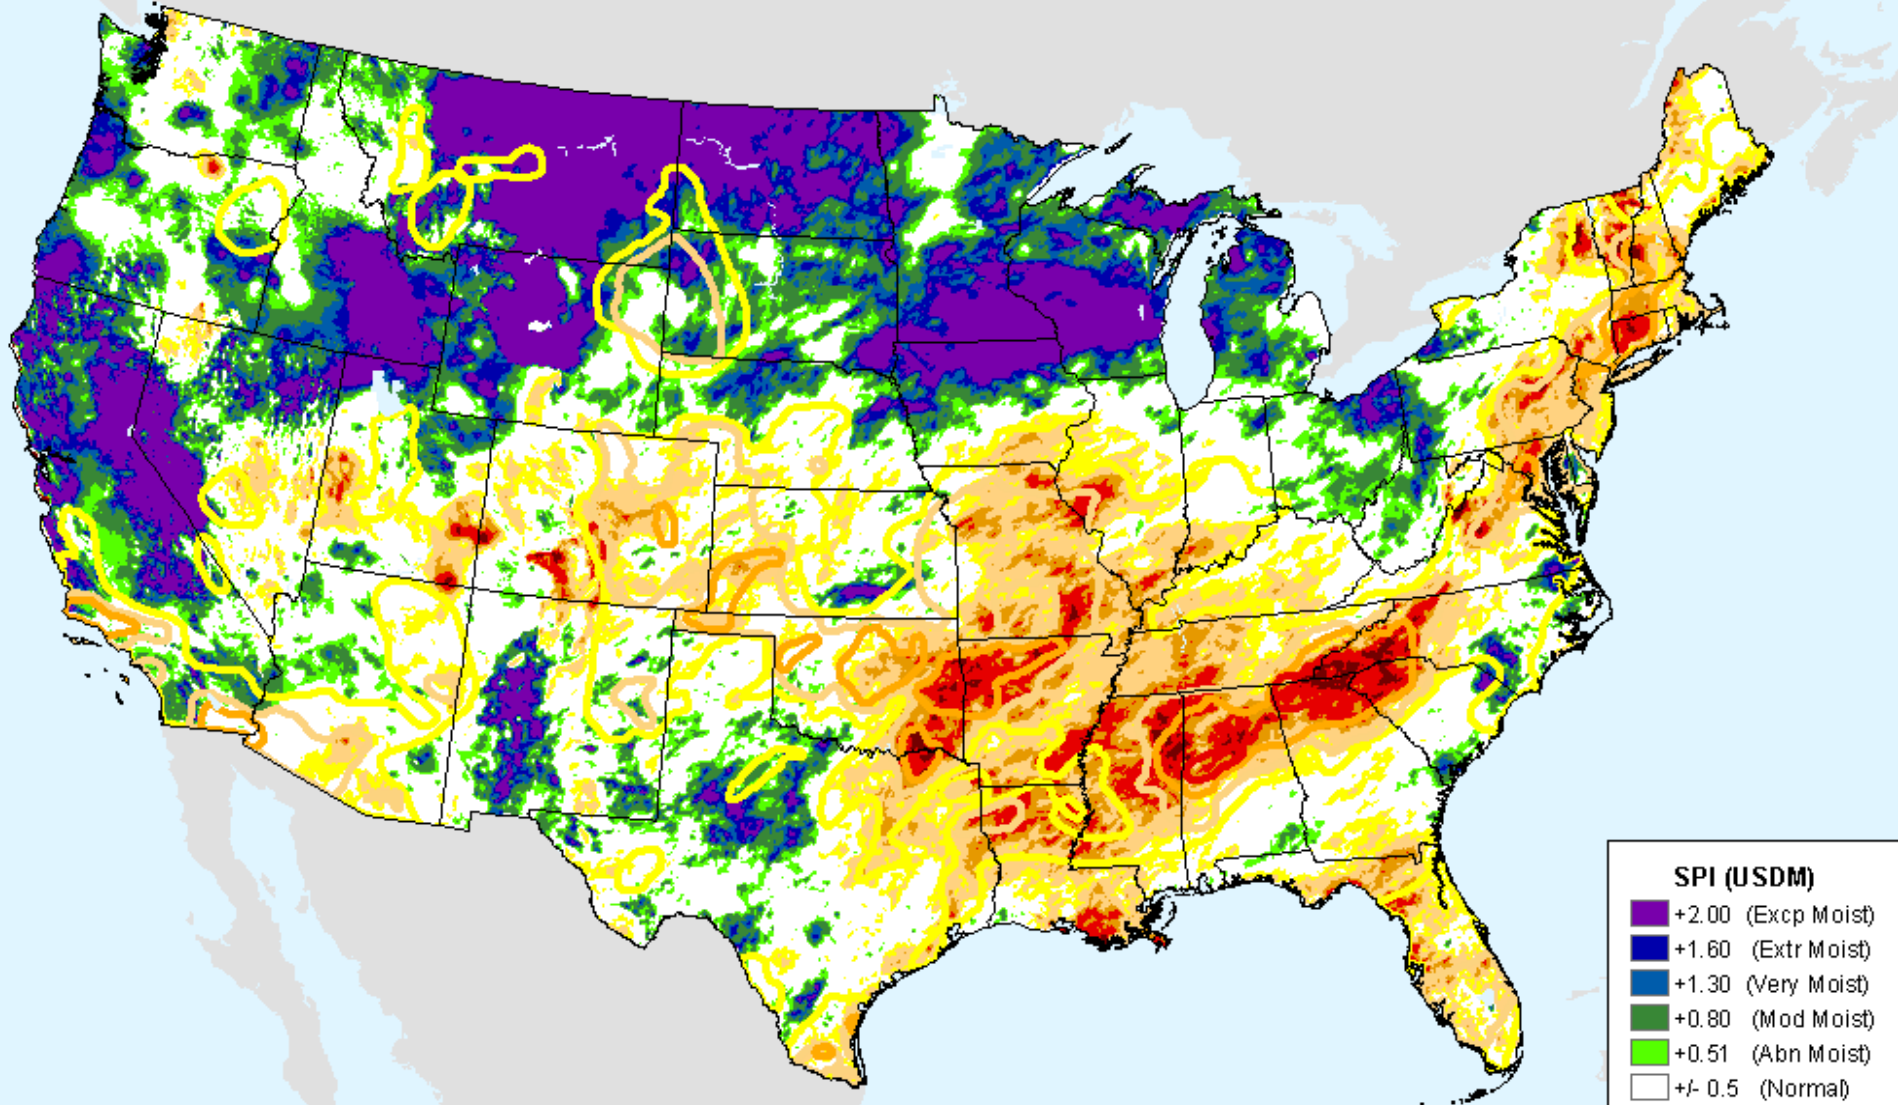 SPI (USDM)
+2.00 (Excp Moist)
+1.60 (Extr Moist)
+1.30 (Very Moist)
+0.80 (Mod Moist)
+0.51 (Abn Moist)
+/- 0.5 (Normal)